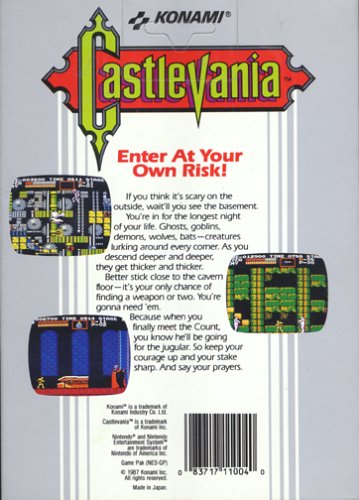 KONAMI®
Castlevania™
Enter At Your
Own Risk!
If you think it's scary on the
outside, wait'll you see the basement.
You're in for the longest night
of your life. Ghosts, goblins,
demons, wolves, bats—creatures
lurking around every corner. As you
descend deeper and deeper,
they get thicker and thicker.
Better stick close to the cavern
floor—it's your only chance of
finding a weapon or two. You're
gonna need 'em.
Because when you
finally meet the Count,
you know he'll be going
for the jugular. So keep your
courage up and your stake
sharp. And say your prayers.
Konami™ is a trademark of
Konami Industry Co. Ltd.
Castlevania™ is a trademark
of Konami Inc.
Nintendo® and Nintendo
Entertainment System™
are trademarks of
Nintendo of America Inc.
Game Pak (NES-GP)
© 1987 Konami Inc.
All rights reserved.
Made in Japan.
0 83717 11004 0